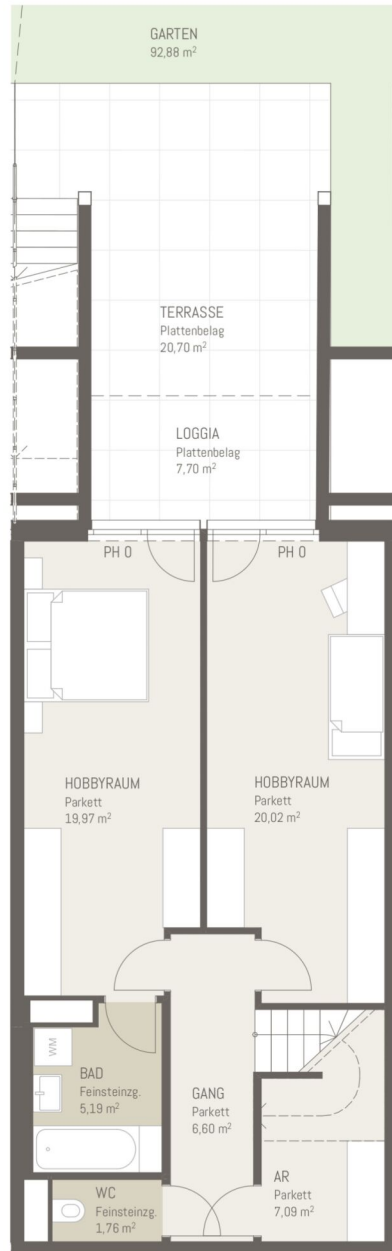 GARTEN
92,88 m²
TERRASSE
Plattenbelag
20,70 m²
LOGGIA
Plattenbelag
7,70 m²
PH 0
PH 0
HOBBYRAUM
Parkett
19,97 m²
HOBBYRAUM
Parkett
20,02 m²
WM
BAD
Feinsteinzg.
5,19 m²
GANG
Parkett
6,60 m²
WC
Feinsteinzg.
1,76 m²
AR
Parkett
7,09 m²